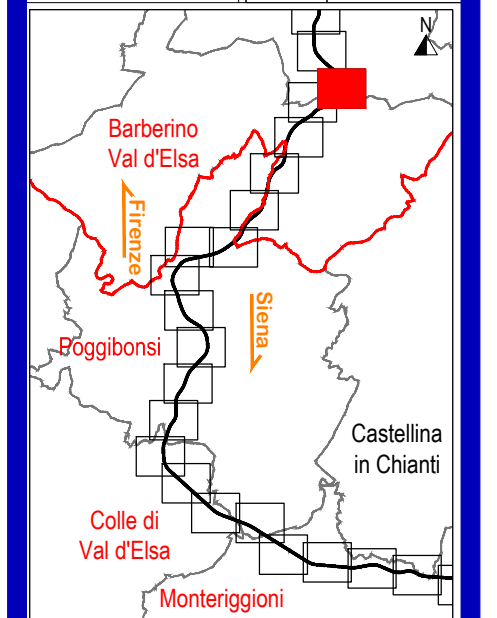 N
Barberino
Val d'Elsa
Firenze
Siena
Poggibonsi
Castellina
in Chianti
Colle di
Val d'Elsa
Monteriggioni